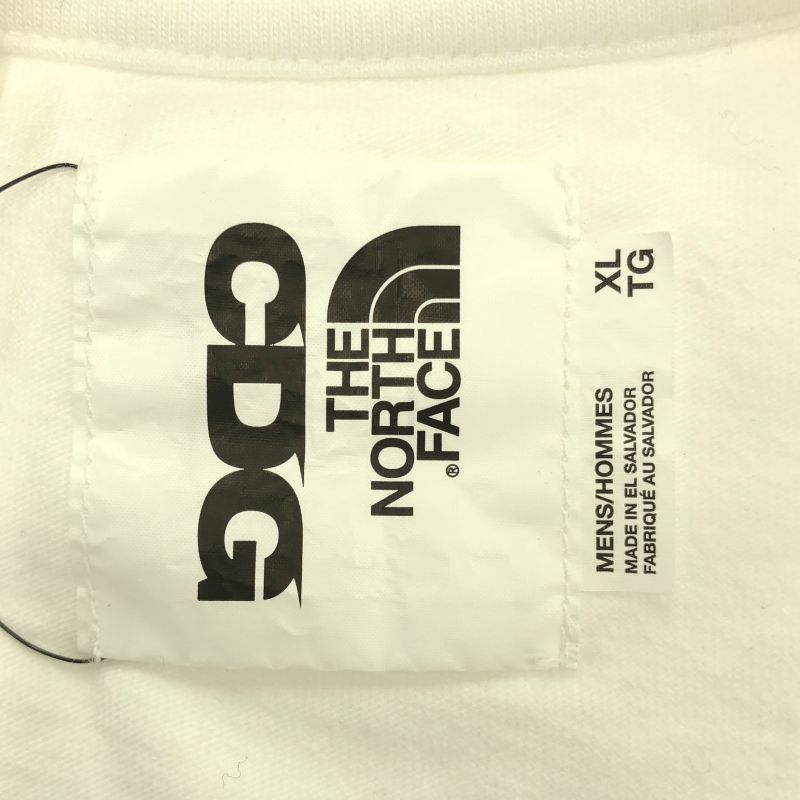 CDG
THE
NORTH
FACE®
XL
TG
MENS/HOMMES
MADE IN EL SALVADOR
FABRIQUÉ AU SALVADOR